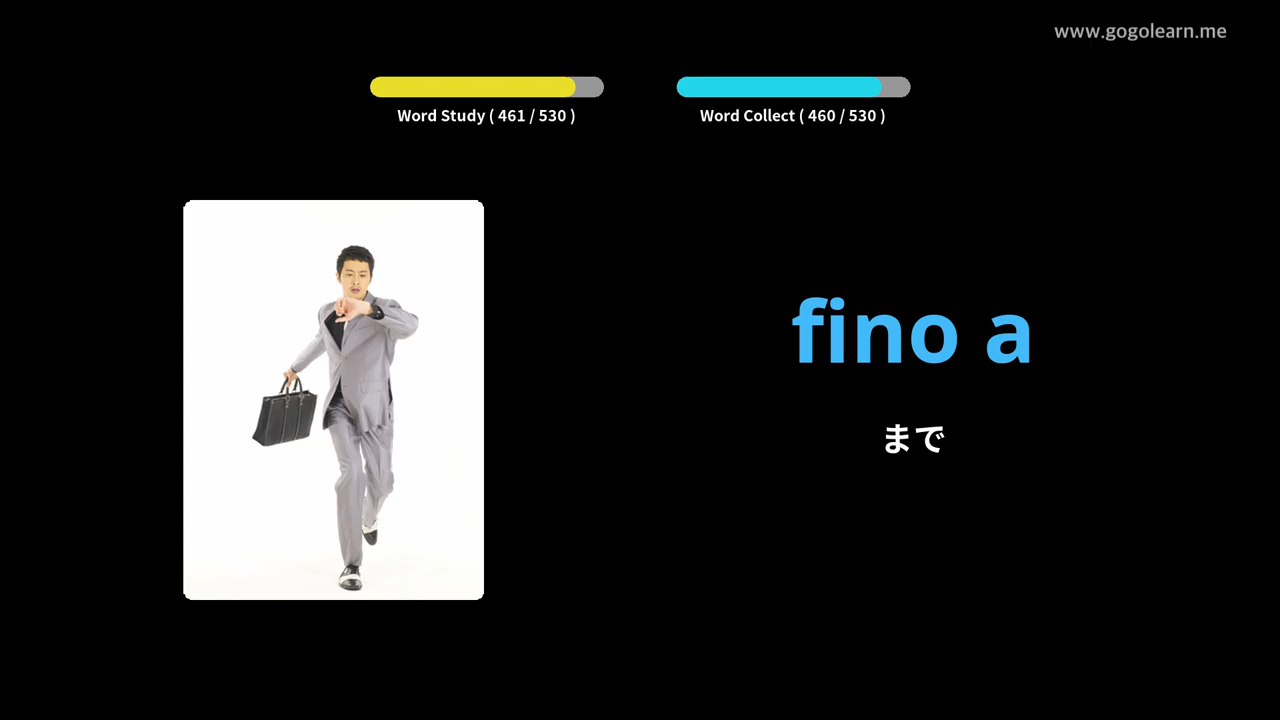 www.gogolearn.me
Word Study ( 461 / 530 )
Word Collect ( 460 / 530 )
fino a
まで